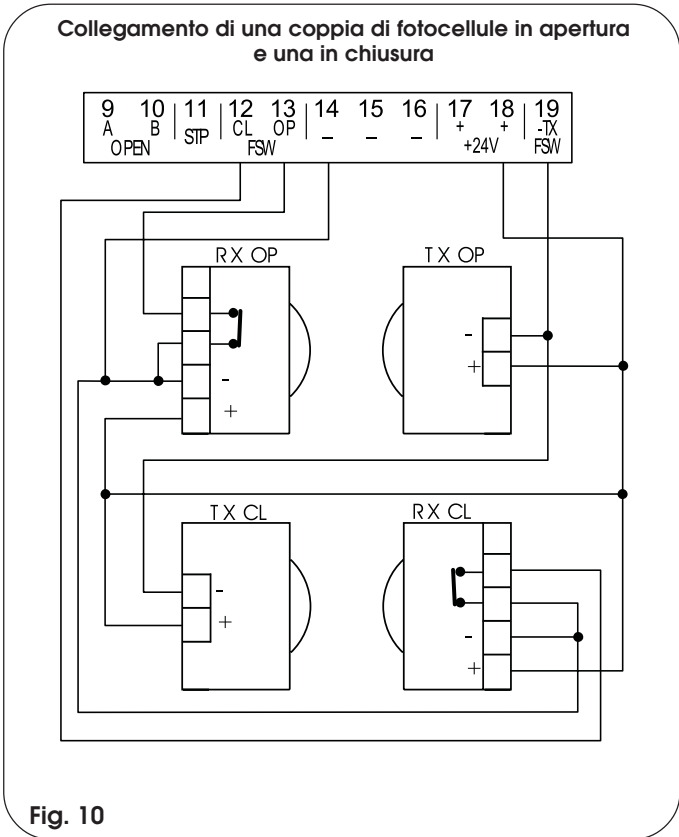 Collegamento di una coppia di fotocellule in apertura
e una in chiusura
9 10 11 12 13 14 15 16 17 18 19
A B STP CL OP _ _ _ + + -TX
OPEN FSW +24V FSW
RX OP TX OP
-
+
-
+
TX CL RX CL
-
+
-
+
Fig. 10